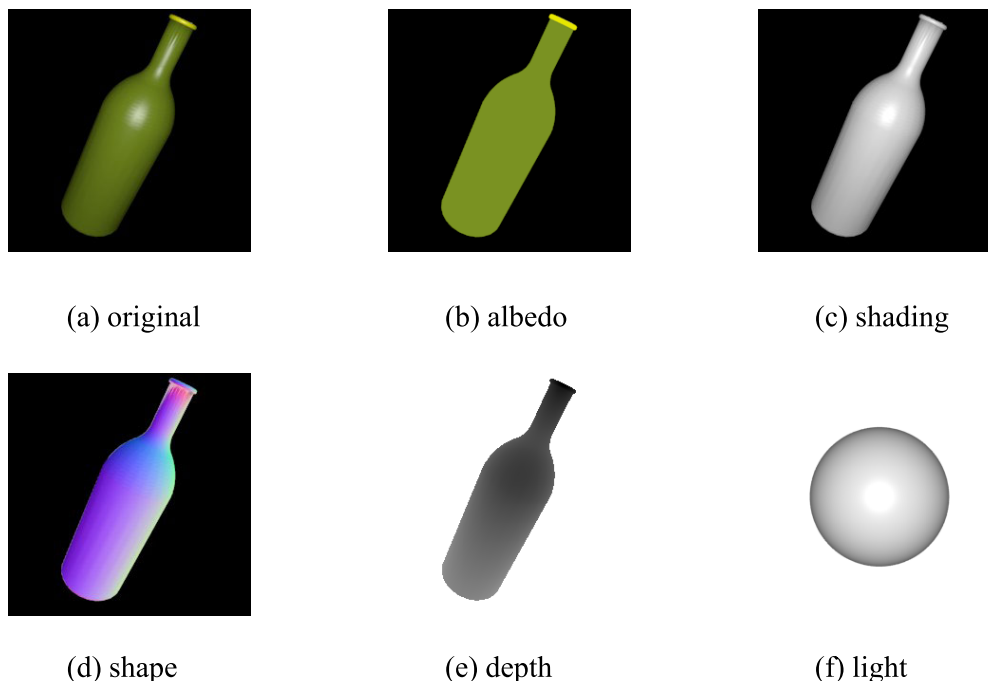 (a) original
(b) albedo
(c) shading
(d) shape
(e) depth
(f) light